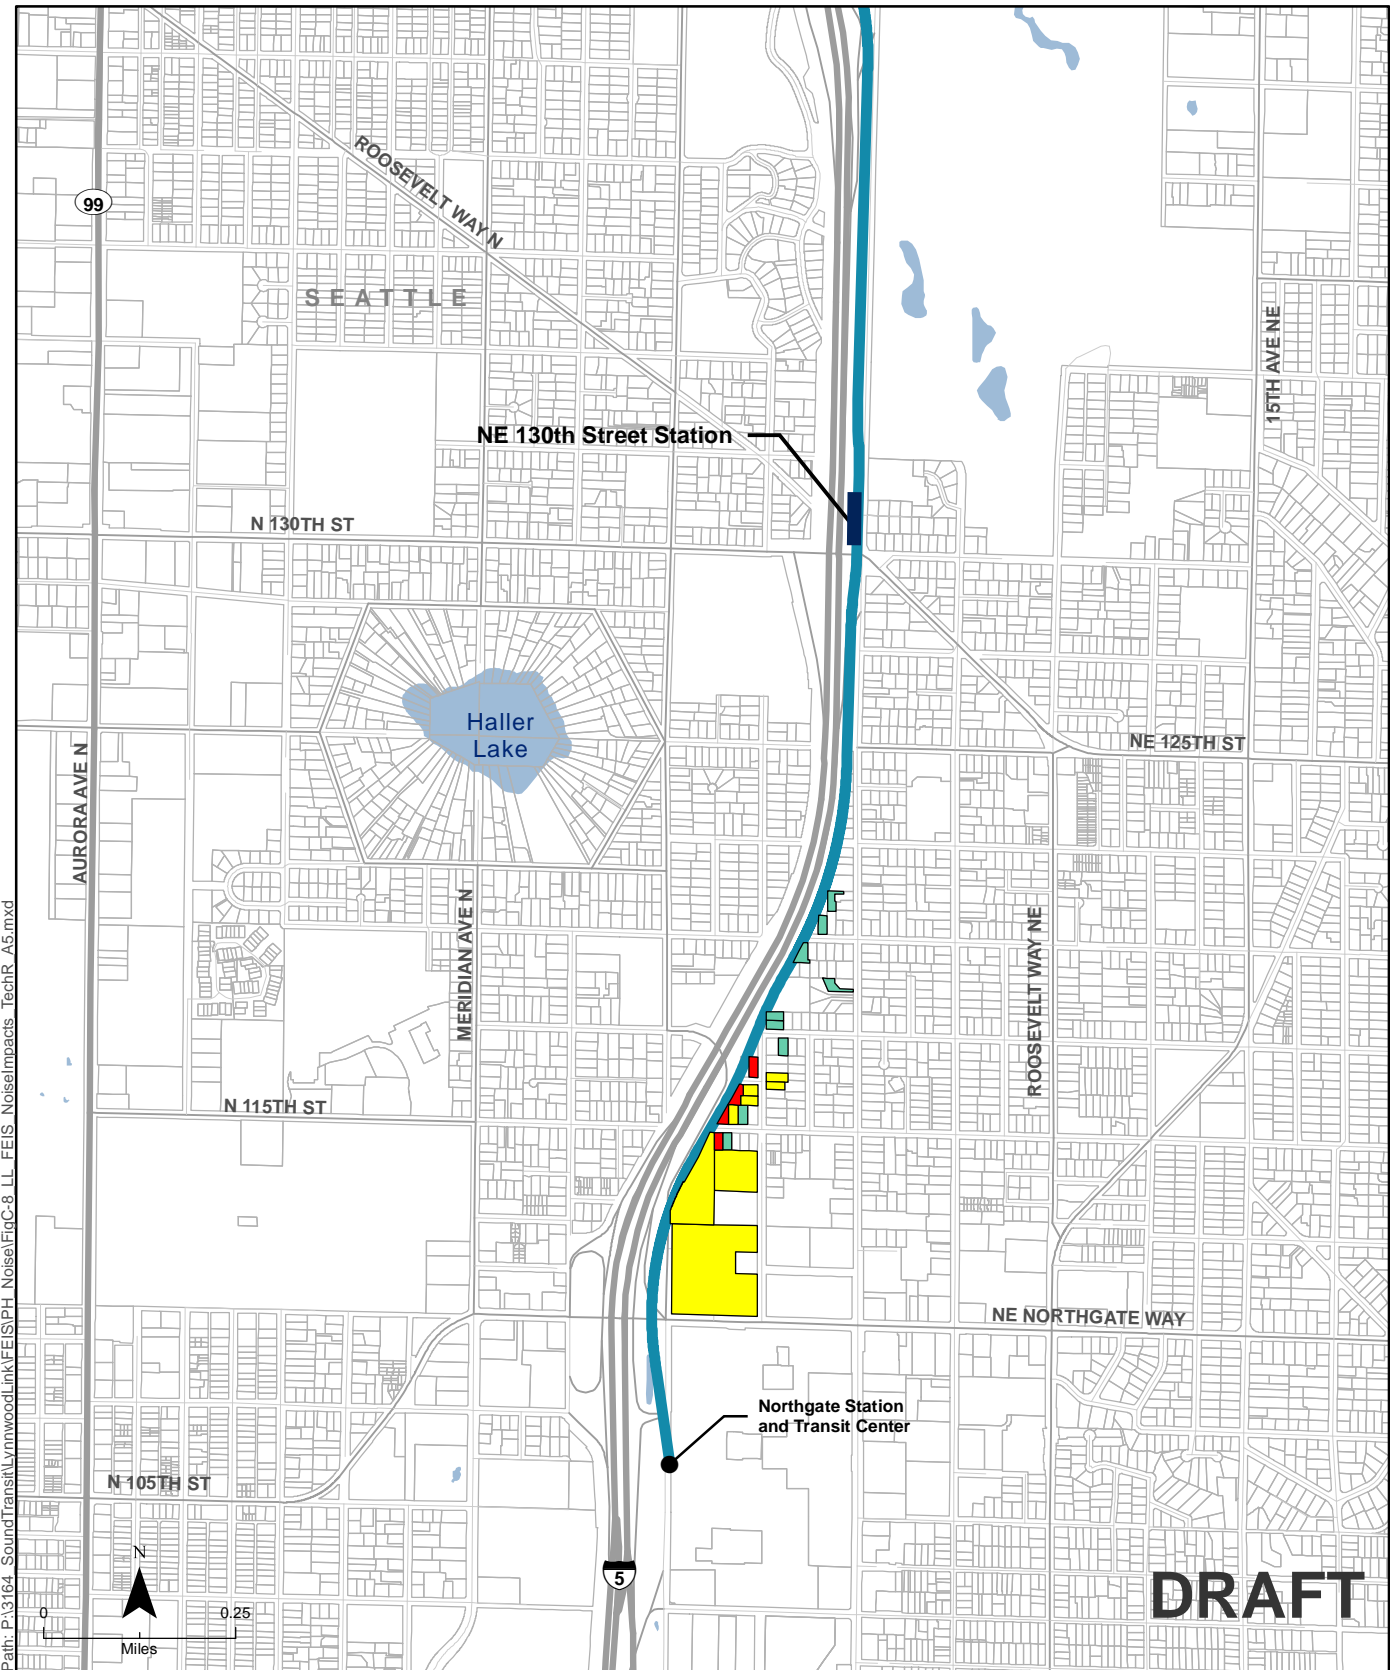 ROOSEVELT WAY N
99
SEATTLE
15TH AVE NE
NE 130th Street Station
N 130TH ST
Haller
Lake
NE 125TH ST
AURORA AVE N
MERIDIAN AVE N
ROOSEVELT WAY NE
N 115TH ST
NE NORTHGATE WAY
Northgate Station
and Transit Center
N 105TH ST
N
5
0 0.25
Miles
DRAFT
Path: P:\3164_SoundTransit\LynnwoodLink\FEIS\PH_Noise\FigC-8_LL_FEIS_NoiseImpacts_TechR_A5.mxd